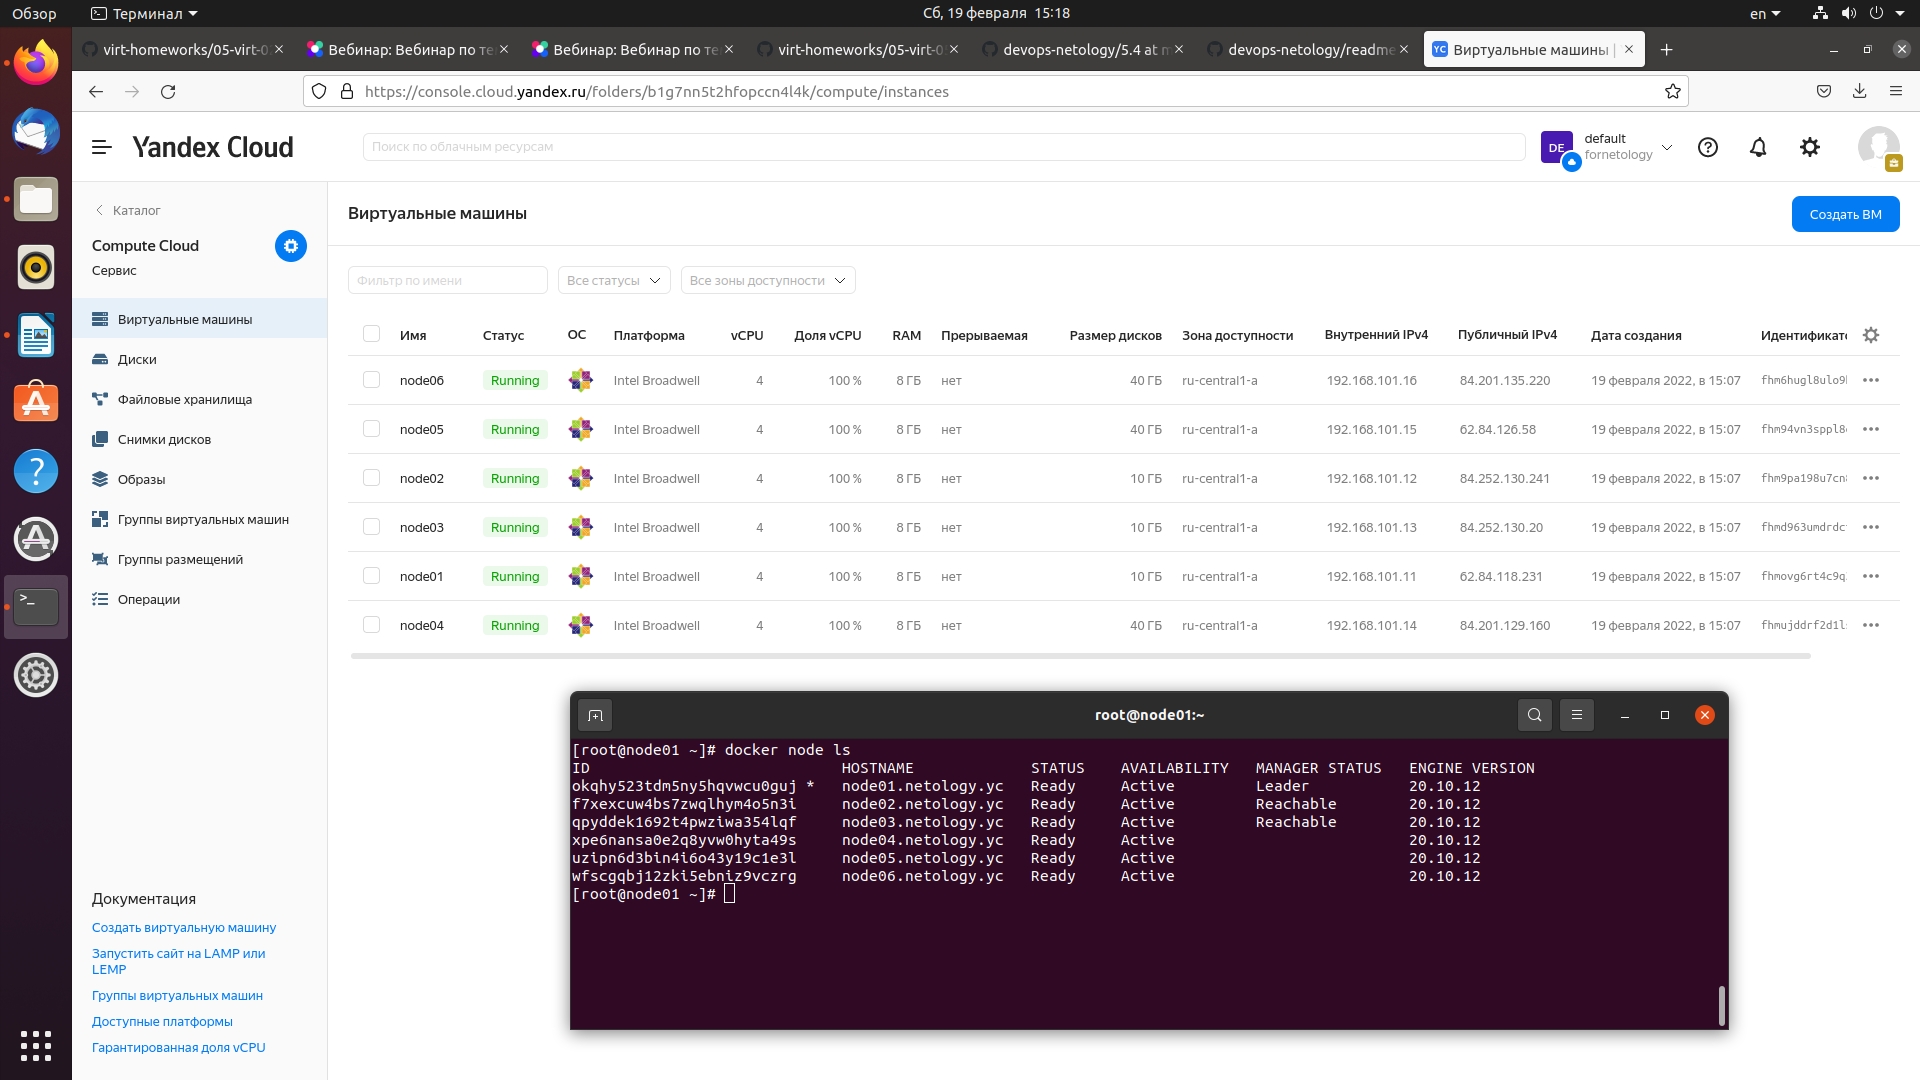 Обзор
Терминал
Сб, 19 февраля 15:18
en
virt-homeworks/05-virt-0
Вебинар: Вебинар по те
Вебинар: Вебинар по те
virt-homeworks/05-virt-0
devops-netology/5.4 at m
devops-netology/readme
YC Виртуальные машины |
https://console.cloud.yandex.ru/folders/b1g7nn5t2hfopccn4l4k/compute/instances
Yandex Cloud
Поиск по облачным ресурсам
DE
default
fornetology
Каталог
Compute Cloud
Сервис
Виртуальные машины
Диски
Файловые хранилища
Снимки дисков
Образы
Группы виртуальных машин
Группы размещений
Операции
Документация
Создать виртуальную машину
Запустить сайт на LAMP или
LEMP
Группы виртуальных машин
Доступные платформы
Гарантированная доля vCPU
Виртуальные машины
Создать ВМ
Фильтр по имени
Все статусы
Все зоны доступности
Имя Статус ОС Платформа vCPU Доля vCPU RAM Прерываемая Размер дисков Зона доступности Внутренний IPv4 Публичный IPv4 Дата создания Идентификат
node06 Running Intel Broadwell 4 100 % 8 ГБ нет 40 ГБ ru-central1-a 192.168.101.16 84.201.135.220 19 февраля 2022, в 15:07 fhm6hugl8ulo9
node05 Running Intel Broadwell 4 100 % 8 ГБ нет 40 ГБ ru-central1-a 192.168.101.15 62.84.126.58 19 февраля 2022, в 15:07 fhm94vn3sppl8
node02 Running Intel Broadwell 4 100 % 8 ГБ нет 10 ГБ ru-central1-a 192.168.101.12 84.252.130.241 19 февраля 2022, в 15:07 fhm9pa198u7cn
node03 Running Intel Broadwell 4 100 % 8 ГБ нет 10 ГБ ru-central1-a 192.168.101.13 84.252.130.20 19 февраля 2022, в 15:07 fhmd963umdrdc
node01 Running Intel Broadwell 4 100 % 8 ГБ нет 10 ГБ ru-central1-a 192.168.101.11 62.84.118.231 19 февраля 2022, в 15:07 fhmovg6rt4c9q
node04 Running Intel Broadwell 4 100 % 8 ГБ нет 40 ГБ ru-central1-a 192.168.101.14 84.201.129.160 19 февраля 2022, в 15:07 fhmujddrf2d1l
root@node01:~
[root@node01 ~]# docker node ls
ID HOSTNAME STATUS AVAILABILITY MANAGER STATUS ENGINE VERSION
okqhy523tdm5ny5hqvwcu0guj * node01.netology.yc Ready Active Leader 20.10.12
f7xexcuw4bs7zwqlhym4o5n3i node02.netology.yc Ready Active Reachable 20.10.12
qpyddek1692t4pwziwa354lqf node03.netology.yc Ready Active Reachable 20.10.12
xpe6nansa0e2q8yvw0hyta49s node04.netology.yc Ready Active 20.10.12
uzipn6d3bin4i6o43y19c1e3l node05.netology.yc Ready Active 20.10.12
wfscgqbj12zki5ebniz9vczrg node06.netology.yc Ready Active 20.10.12
[root@node01 ~]#